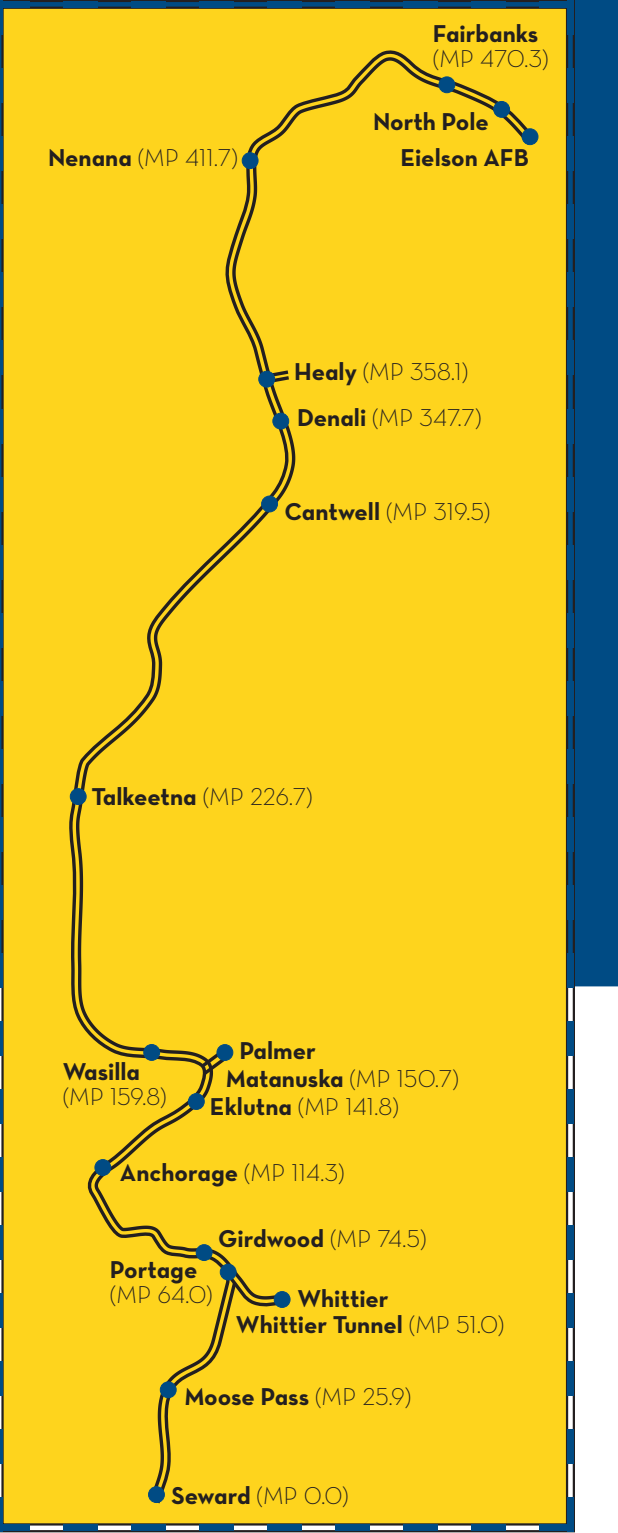 Fairbanks
(MP 470.3)
North Pole
Eielson AFB
Nenana (MP 411.7)
Healy (MP 358.1)
Denali (MP 347.7)
Cantwell (MP 319.5)
Talkeetna (MP 226.7)
Palmer
Wasilla
(MP 159.8)
Matanuska (MP 150.7)
Eklutna (MP 141.8)
Anchorage (MP 114.3)
Girdwood (MP 74.5)
Portage
(MP 64.0)
Whittier
Whittier Tunnel (MP 51.0)
Moose Pass (MP 25.9)
Seward (MP 0.0)